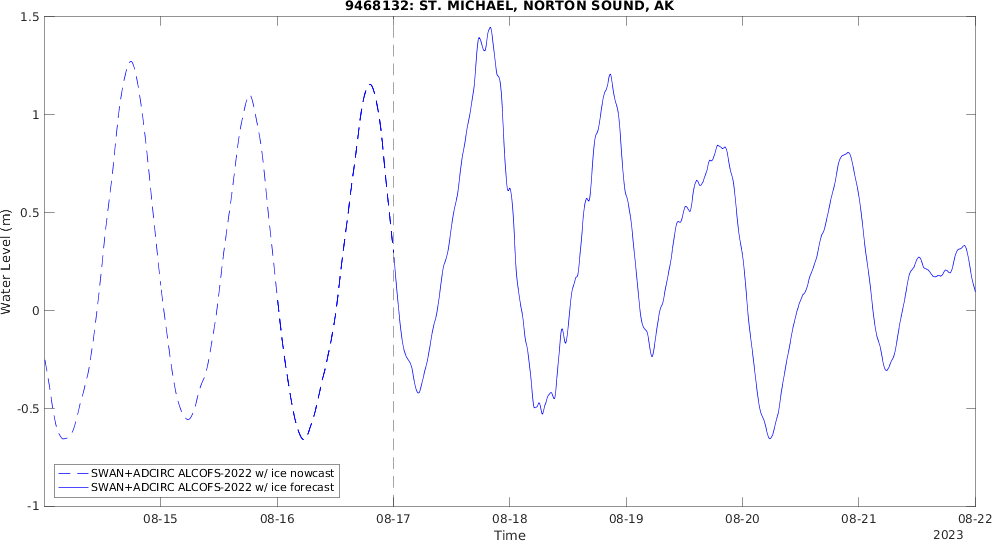 9468132: ST. MICHAEL, NORTON SOUND, AK
1.5
1
0.5
0
-0.5
-1
Water Level (m)
SWAN+ADCIRC ALCOFS-2022 w/ ice nowcast
SWAN+ADCIRC ALCOFS-2022 w/ ice forecast
08-15 08-16 08-17 08-18 08-19 08-20 08-21 08-22
Time
2023